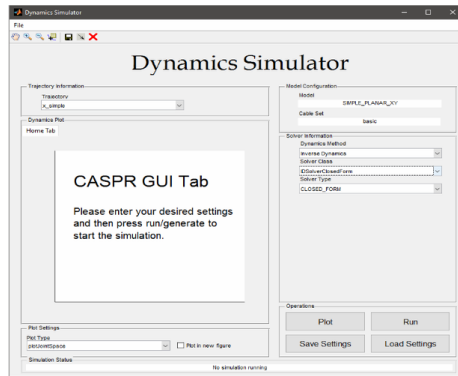 Dynamics Simulator
File
Dynamics Simulator
Trajectory Information
Trajectory
x_simple
Dynamics Plot
Home Tab
CASPR GUI Tab
Please enter your desired settings
and then press run/generate to
start the simulation.
Plot Settings
Plot Type
plotJointSpace
Plot in new figure
Model Configuration
Model
SIMPLE_PLANAR_XY
Cable Set
basic
Solver Information
Dynamics Method
Inverse Dynamics
Solver Class
IDSolverClosedForm
Solver Type
CLOSED_FORM
Operations
Plot
Run
Save Settings
Load Settings
Simulation Status
No simulation running